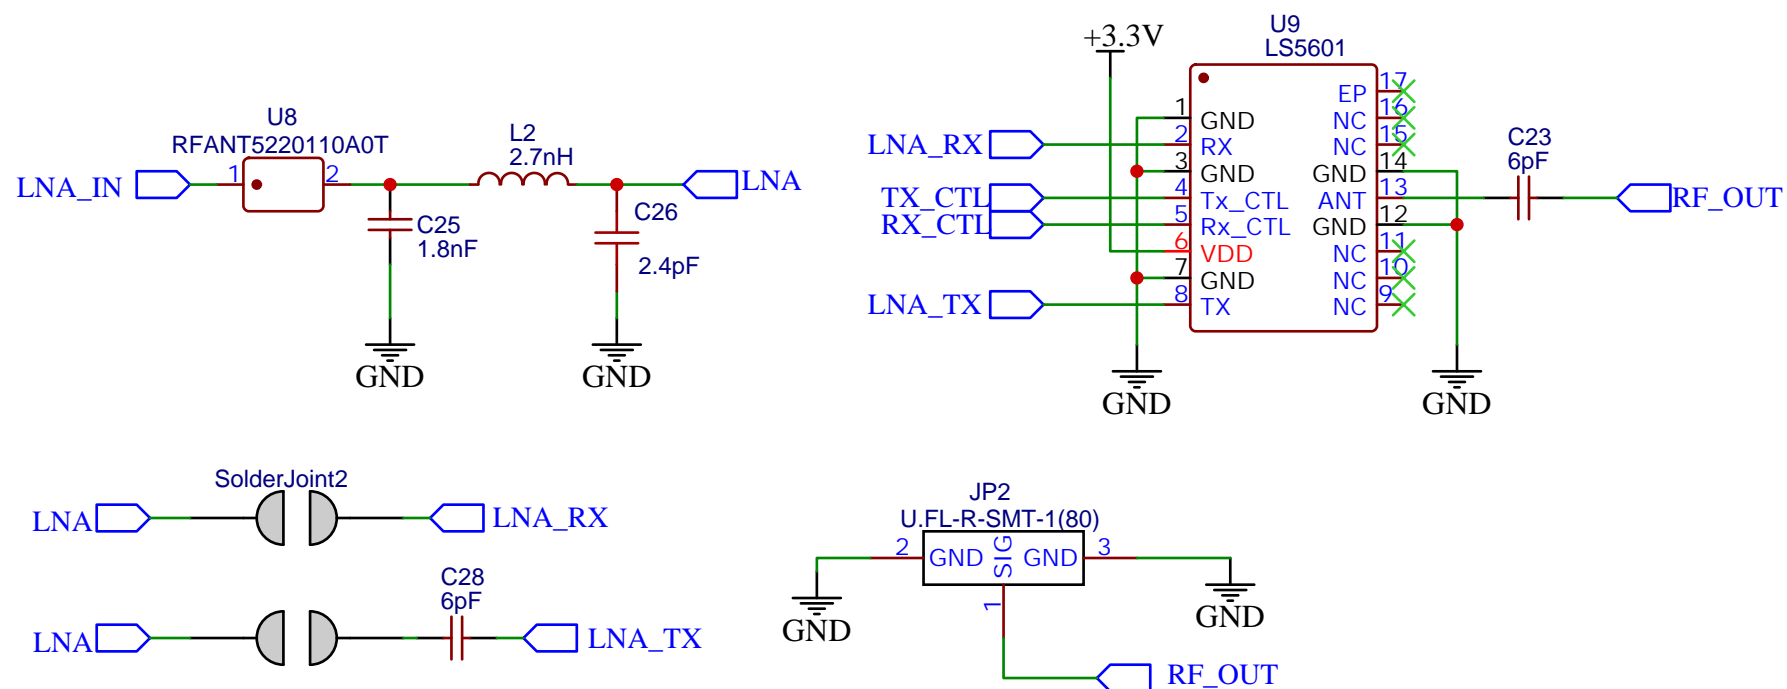 U8
RFANT5220110A0T
LNA_IN
1
2
L2
2.7nH
LNA
C25
1.8nF
C26
2.4pF
GND
GND
+3.3V
U9
LS5601
LNA_RX
TX_CTL
RX_CTL
LNA_TX
1
2
3
4
5
6
7
8
GND
RX
GND
Tx_CTL
Rx_CTL
VDD
GND
TX
EP
NC
NC
GND
ANT
GND
NC
NC
NC
17
16
15
14
13
12
11
10
9
C23
6pF
RF_OUT
GND
GND
SolderJoint2
LNA
LNA_RX
C28
6pF
LNA
LNA_TX
JP2
U.FL-R-SMT-1(80)
2
GND
SIG
GND
3
1
GND
GND
RF_OUT